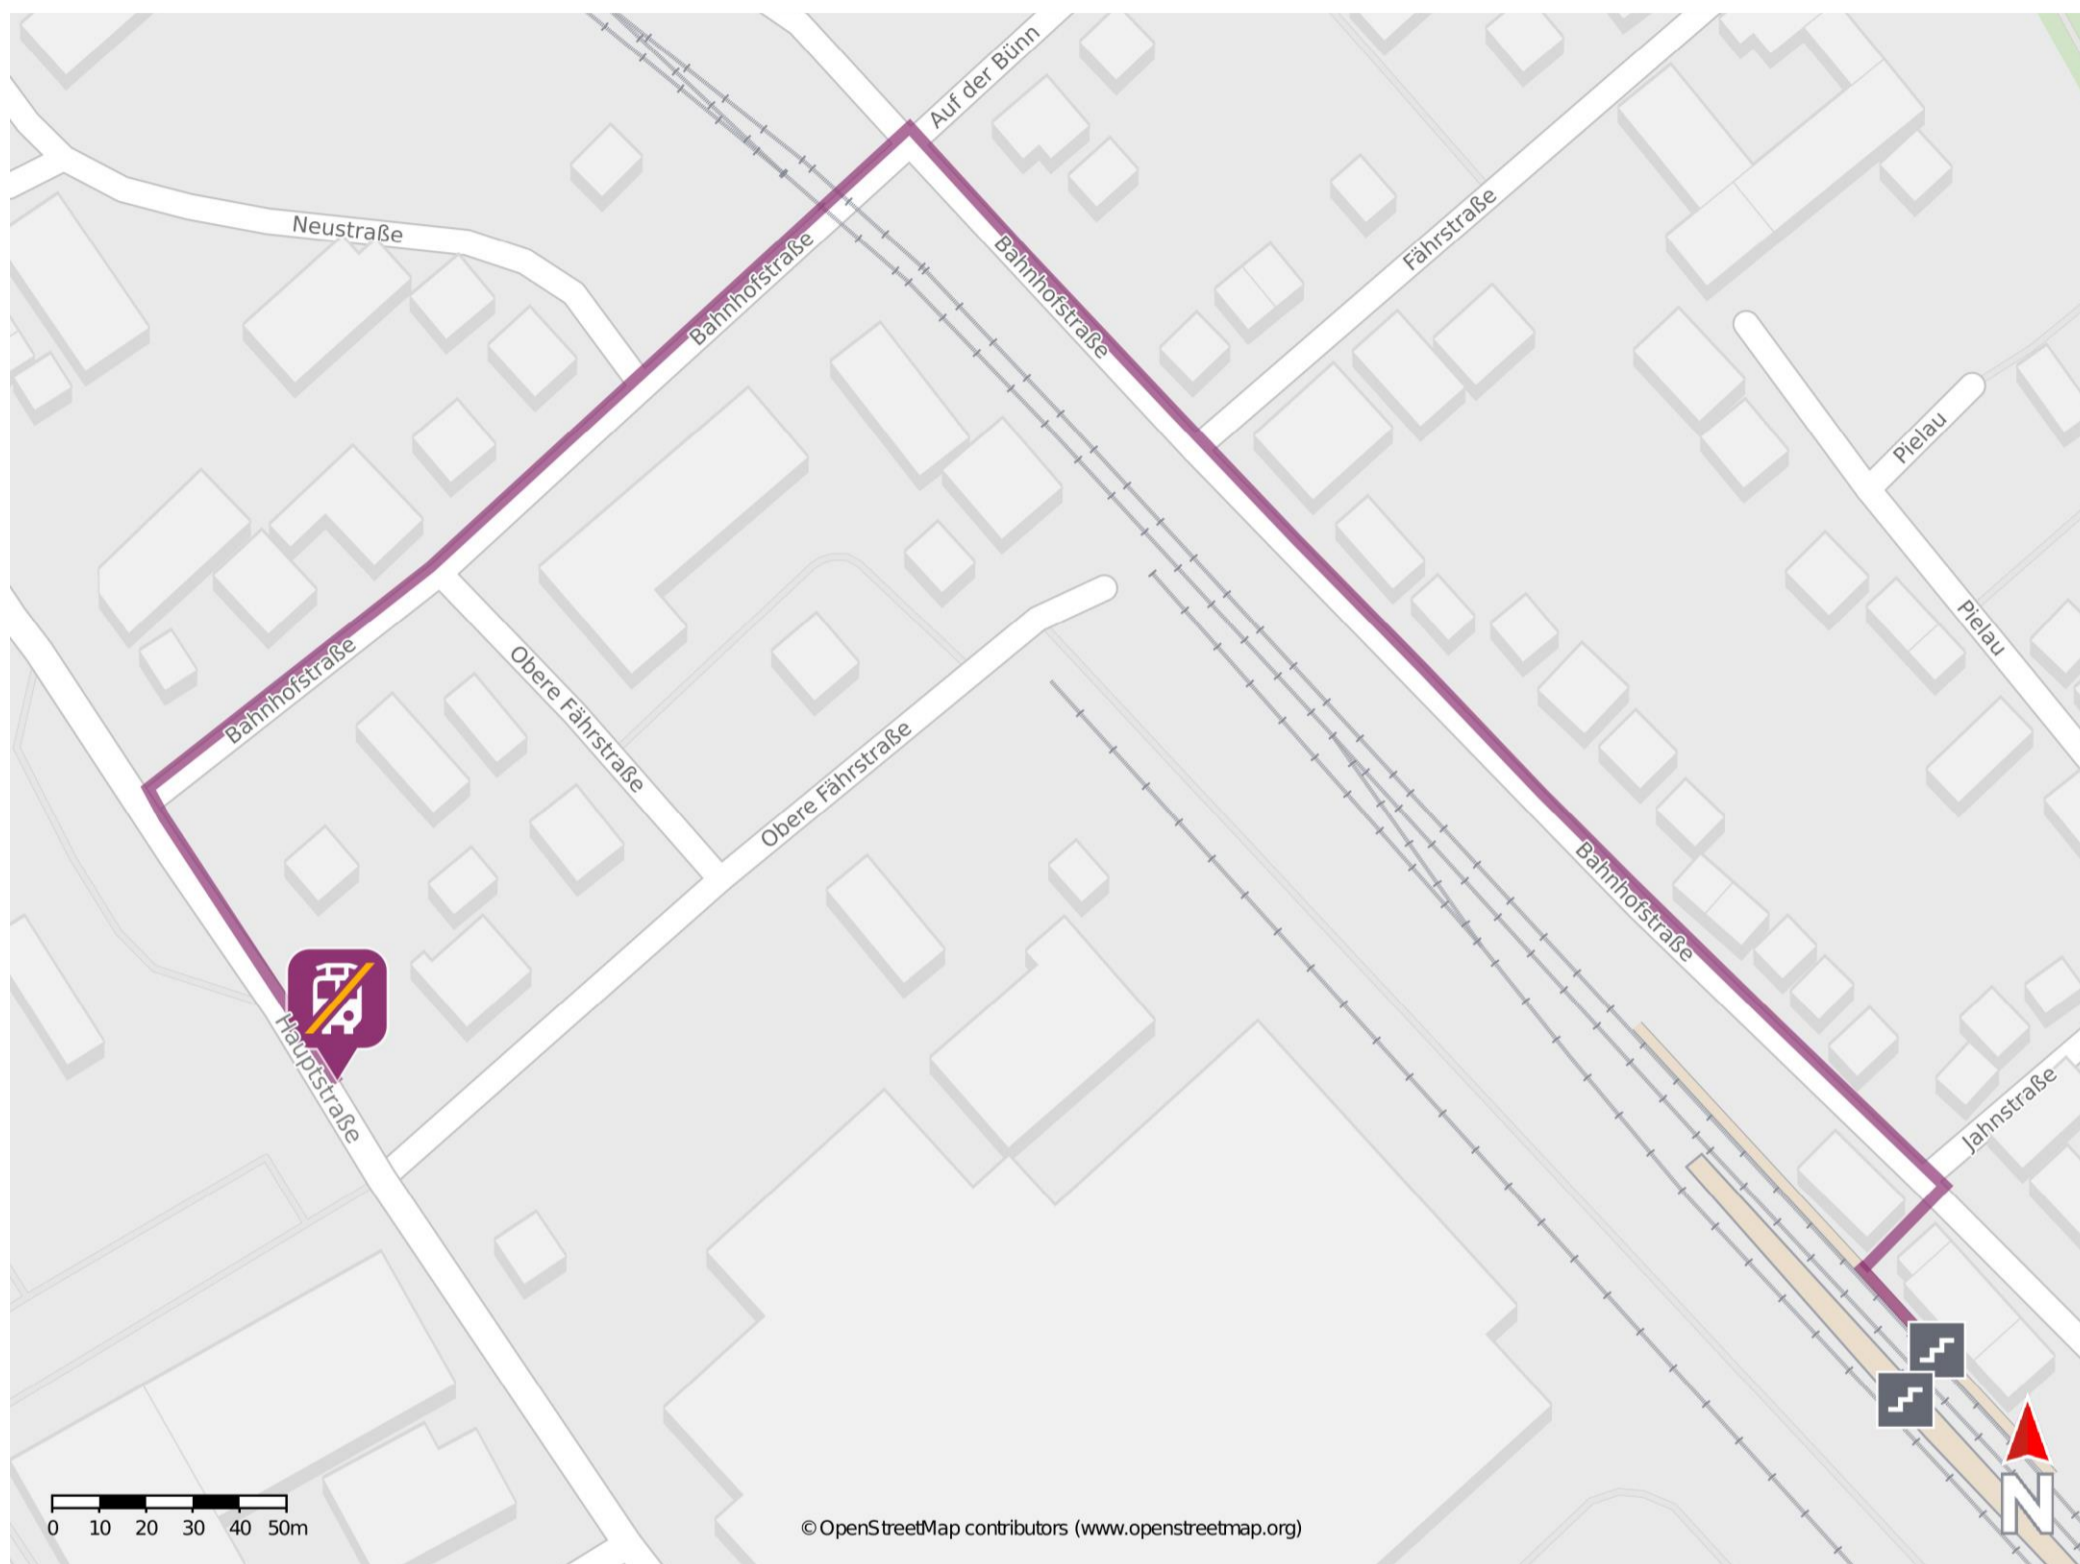 Auf der Bünn
Neustraße
Bahnhofstraße
Bahnhofstraße
Fährstraße
Pielau
Pielau
Bahnhofstraße
Obere Fährstraße
Obere Fährstraße
Bahnhofstraße
Hauptstraße
Jahnstraße
N
0 10 20 30 40 50m
© OpenStreetMap contributors (www.openstreetmap.org)